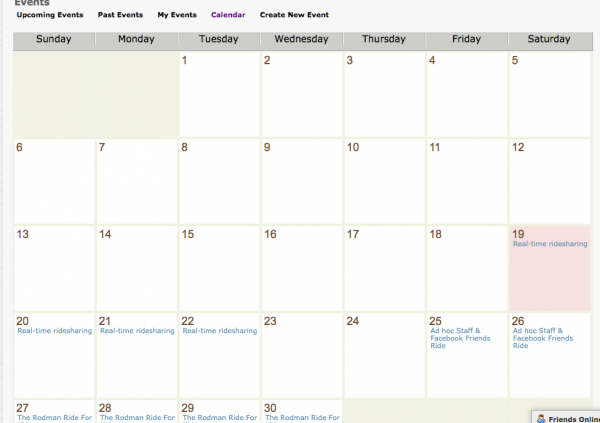 Events
Upcoming Events Past Events My Events Calendar Create New Event
Sunday Monday Tuesday Wednesday Thursday Friday Saturday
1 2 3 4 5
6 7 8 9 10 11 12
13 14 15 16 17 18 19
Real-time ridesharing
20 21 22 23 24 25 26
Real-time ridesharing Real-time ridesharing Real-time ridesharing Ad hoc Staff & Ad hoc Staff &
Facebook Friends Facebook Friends
Ride Ride
27 28 29 30
The Rodman Ride For The Rodman Ride For The Rodman Ride For The Rodman Ride For
Friends Online